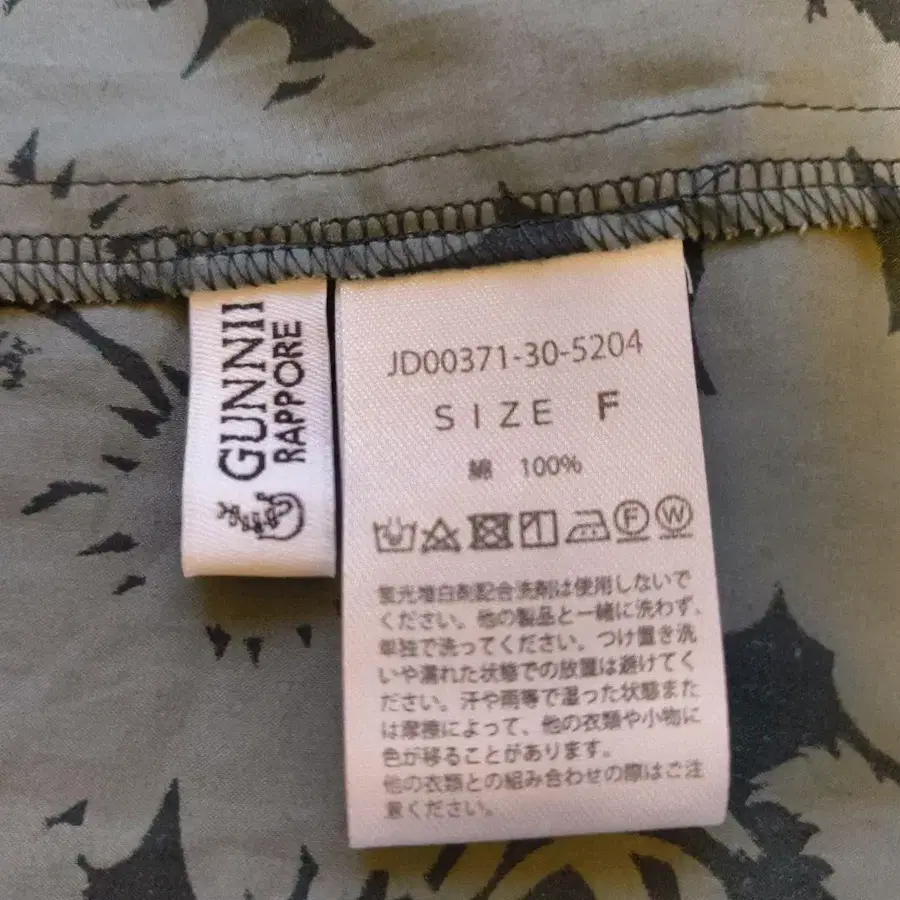 GUNNII
RAPPORE
JD00371-30-5204
SIZE F
綿 100%
F W
蛍光増白剤配合洗剤は使用しないで
ください。他の製品と一緒に洗わず、
単独で洗ってください。つけ置き洗
いや濡れた状態での放置は避けてく
ださい。汗や雨等で湿った状態また
は摩擦によって、他の衣類や小物に
色が移ることがあります。
他の衣類との組み合わせの際はご注
意ください。